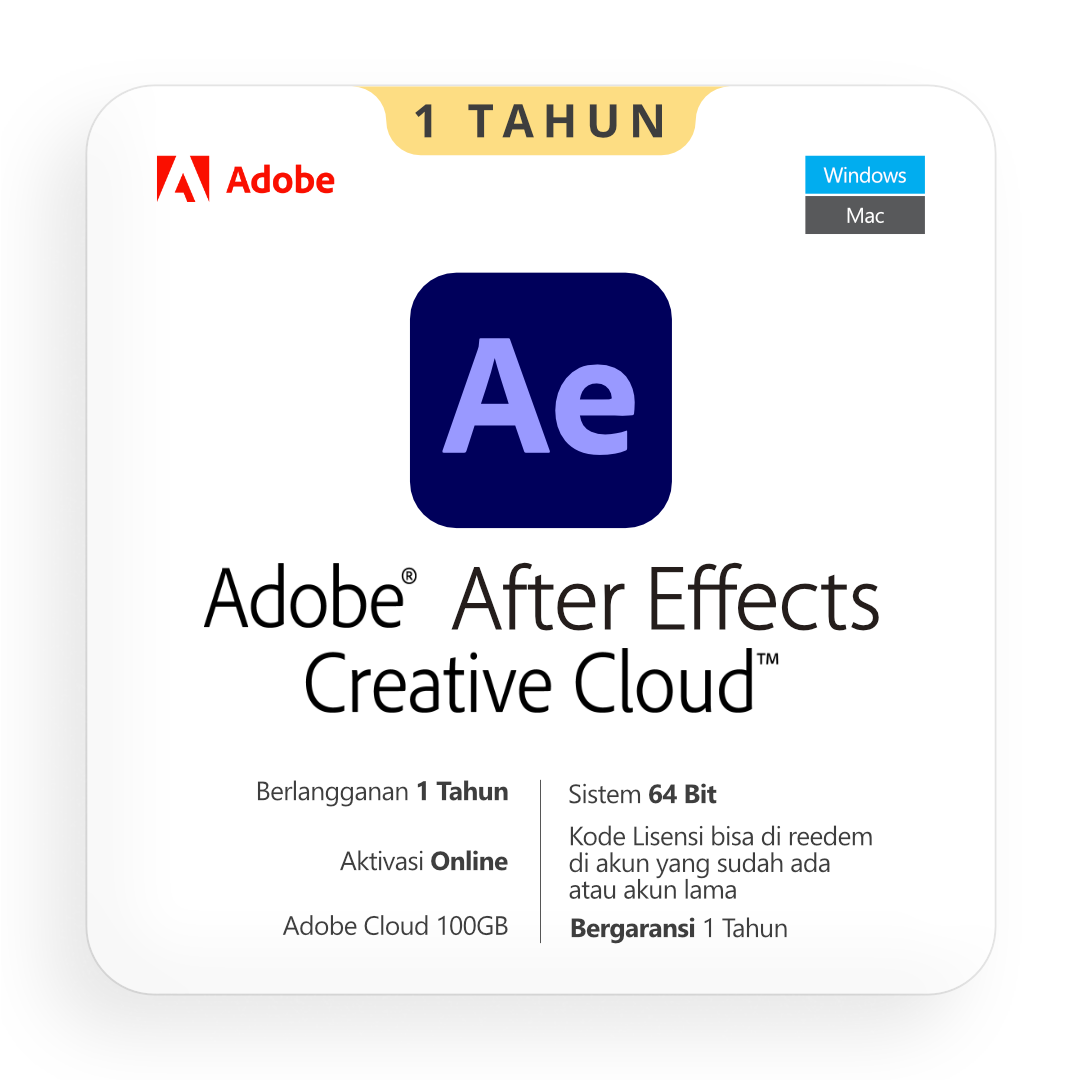 1 TAHUN
Adobe
Windows
Mac
Ae
Adobe® After Effects
Creative Cloud™
Berlangganan 1 Tahun
Aktivasi Online
Adobe Cloud 100GB
Sistem 64 Bit
Kode Lisensi bisa di reedem
di akun yang sudah ada
atau akun lama
Bergaransi 1 Tahun